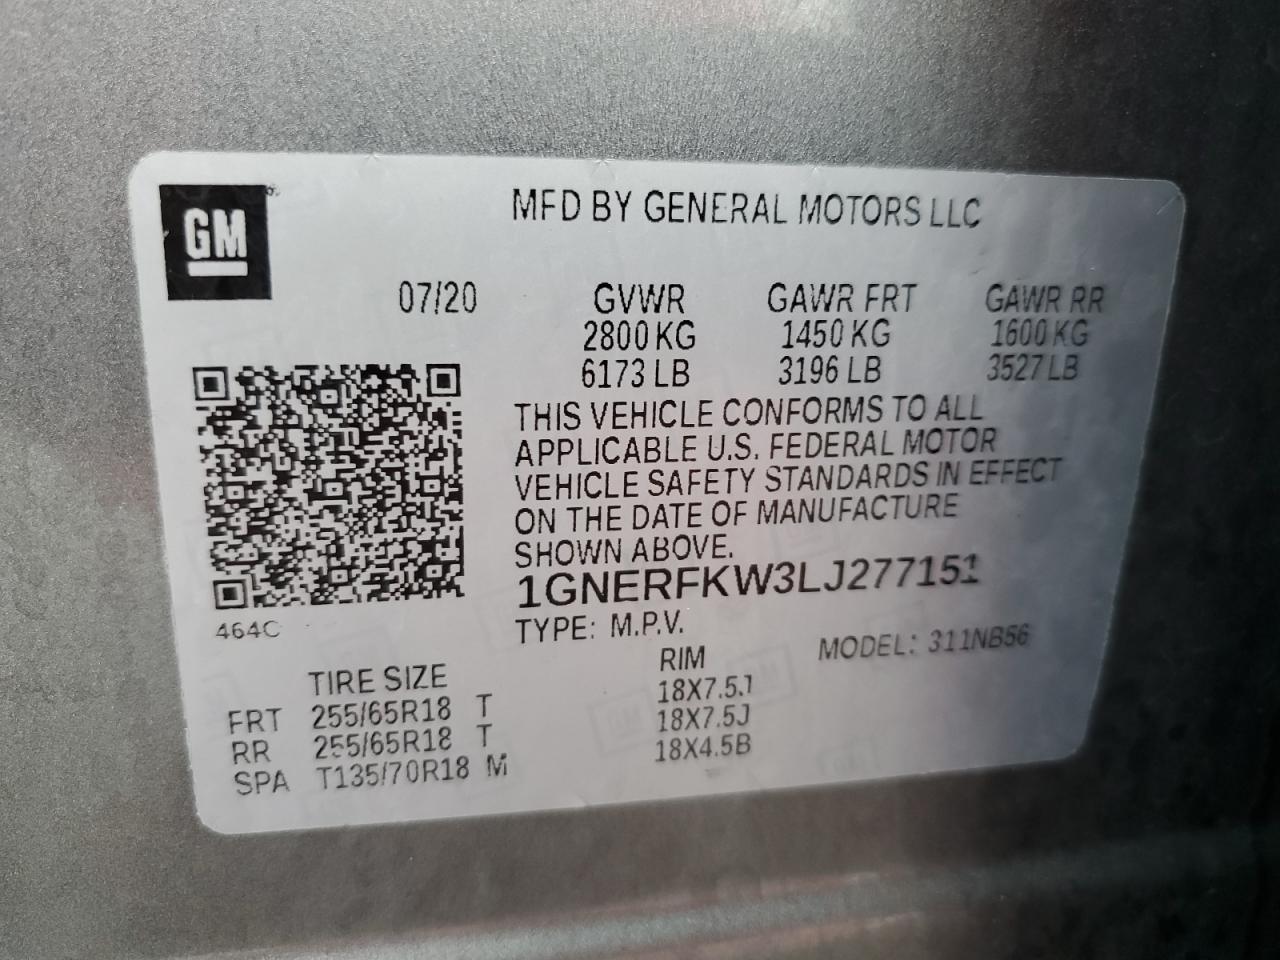 GM
MFD BY GENERAL MOTORS LLC
07/20 GVWR GAWR FRT GAWR RR
2800 KG 1450 KG 1600 KG
6173 LB 3196 LB 3527 LB
THIS VEHICLE CONFORMS TO ALL
APPLICABLE U.S. FEDERAL MOTOR
VEHICLE SAFETY STANDARDS IN EFFECT
ON THE DATE OF MANUFACTURE
SHOWN ABOVE.
1GNERFKW3LJ277151
464C
TYPE: M.P.V. MODEL: 311NB56
TIRE SIZE RIM
FRT 255/65R18 T 18X7.5J
RR 255/65R18 T 18X7.5J
SPA T135/70R18 M 18X4.5B